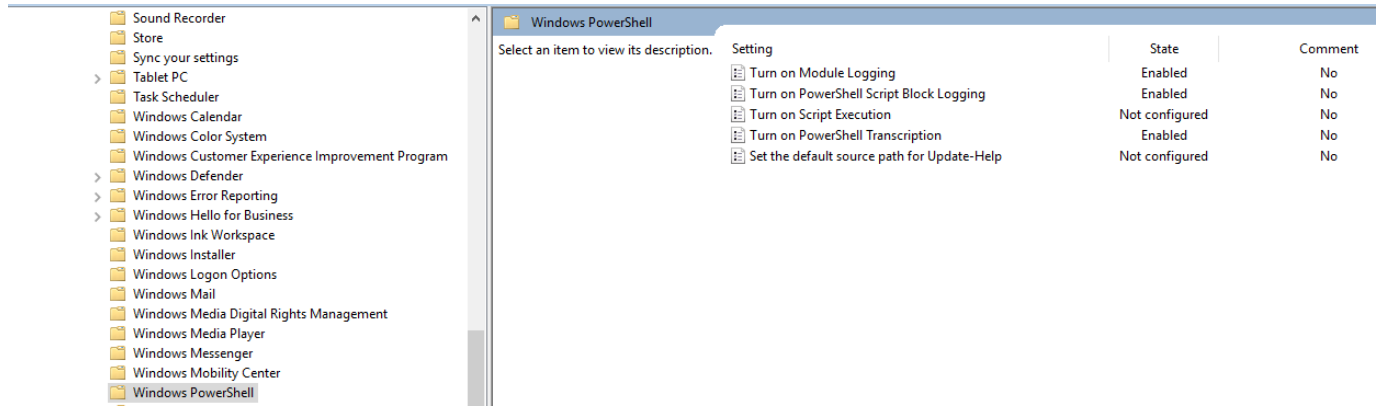 Sound Recorder
Store
Sync your settings
Tablet PC
Task Scheduler
Windows Calendar
Windows Color System
Windows Customer Experience Improvement Program
Windows Defender
Windows Error Reporting
Windows Hello for Business
Windows Ink Workspace
Windows Installer
Windows Logon Options
Windows Mail
Windows Media Digital Rights Management
Windows Media Player
Windows Messenger
Windows Mobility Center
Windows PowerShell
Windows PowerShell
Select an item to view its description.
Setting State Comment
Turn on Module Logging Enabled No
Turn on PowerShell Script Block Logging Enabled No
Turn on Script Execution Not configured No
Turn on PowerShell Transcription Enabled No
Set the default source path for Update-Help Not configured No